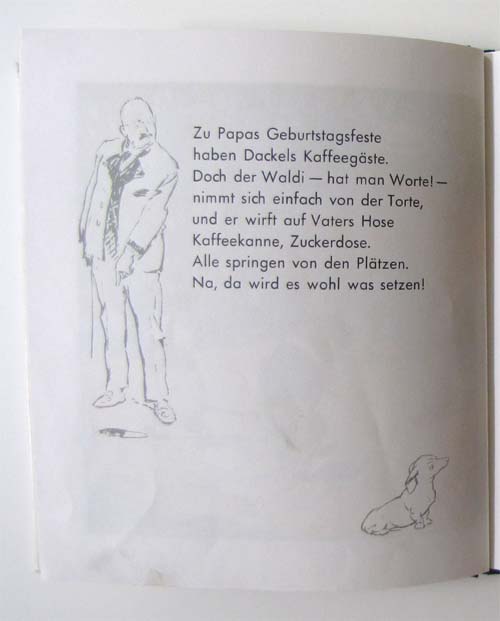 Zu Papas Geburtstagsfeste
haben Dackels Kaffeegäste.
Doch der Waldi — hat man Worte! —
nimmt sich einfach von der Torte,
und er wirft auf Vaters Hose
Kaffeekanne, Zuckerdose.
Alle springen von den Plätzen.
Na, da wird es wohl was setzen!